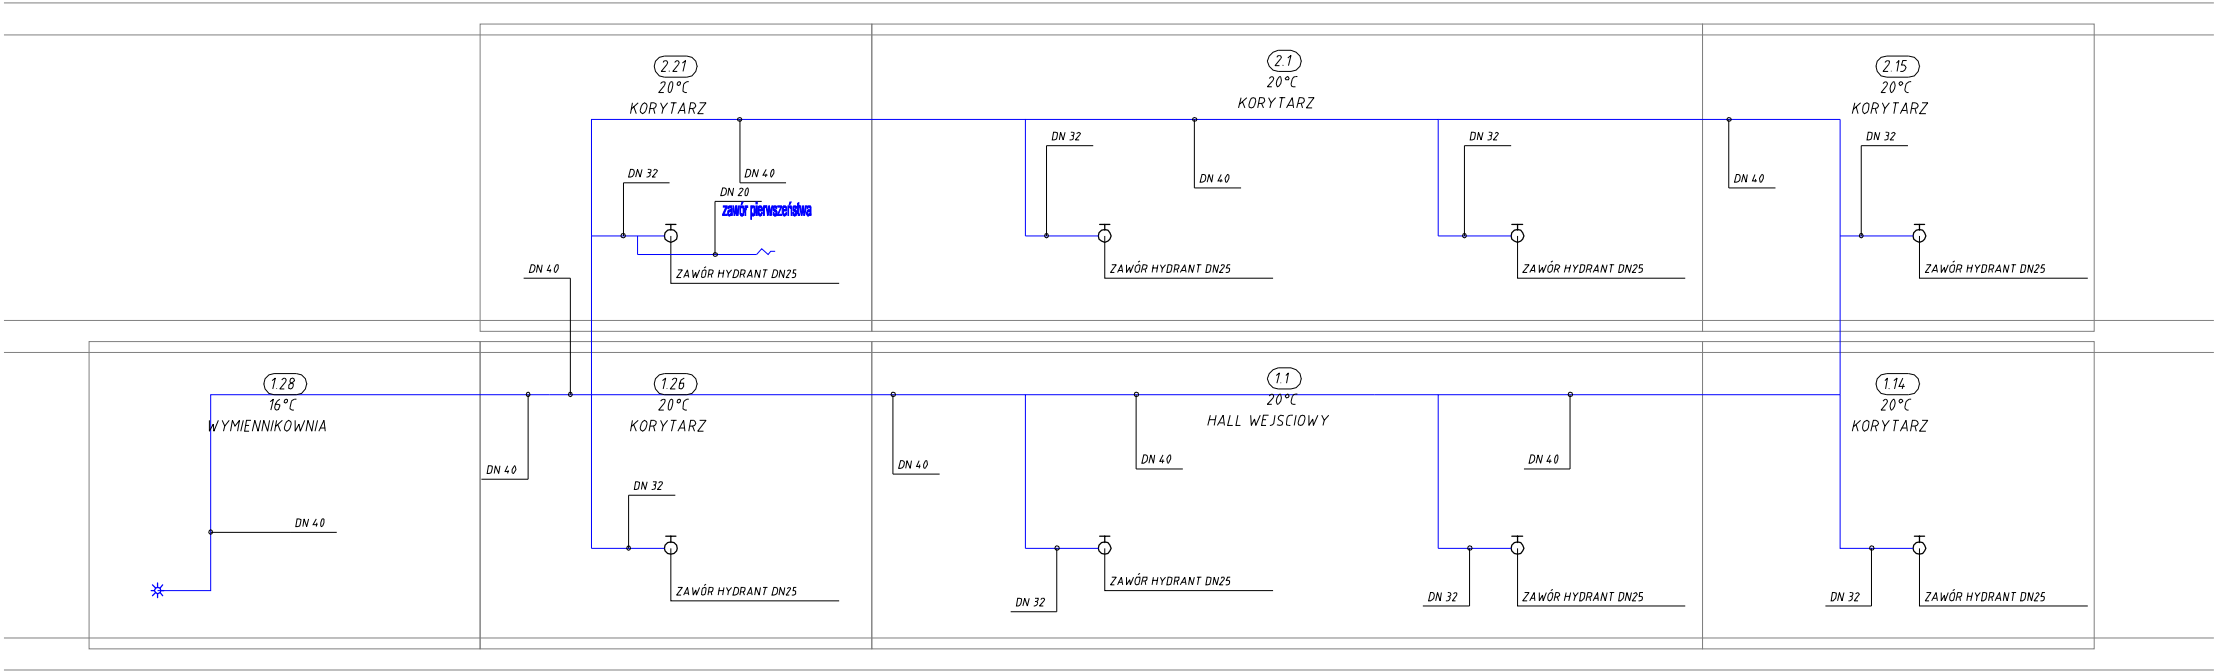 2.21
20°C
KORYTARZ
2.1
20°C
KORYTARZ
2.15
20°C
KORYTARZ
DN 32
DN 40
DN 20
zawór pierwszeństwa
DN 32
DN 40
DN 32
DN 40
DN 32
DN 40
ZAWÓR HYDRANT DN25
ZAWÓR HYDRANT DN25
ZAWÓR HYDRANT DN25
ZAWÓR HYDRANT DN25
1.28
16°C
WYMIENNIKOWNIA
1.26
20°C
KORYTARZ
1.1
20°C
HALL WEJSCIOWY
1.14
20°C
KORYTARZ
DN 40
DN 40
DN 40
DN 40
DN 32
DN 40
ZAWÓR HYDRANT DN25
DN 32
ZAWÓR HYDRANT DN25
DN 32
ZAWÓR HYDRANT DN25
DN 32
ZAWÓR HYDRANT DN25